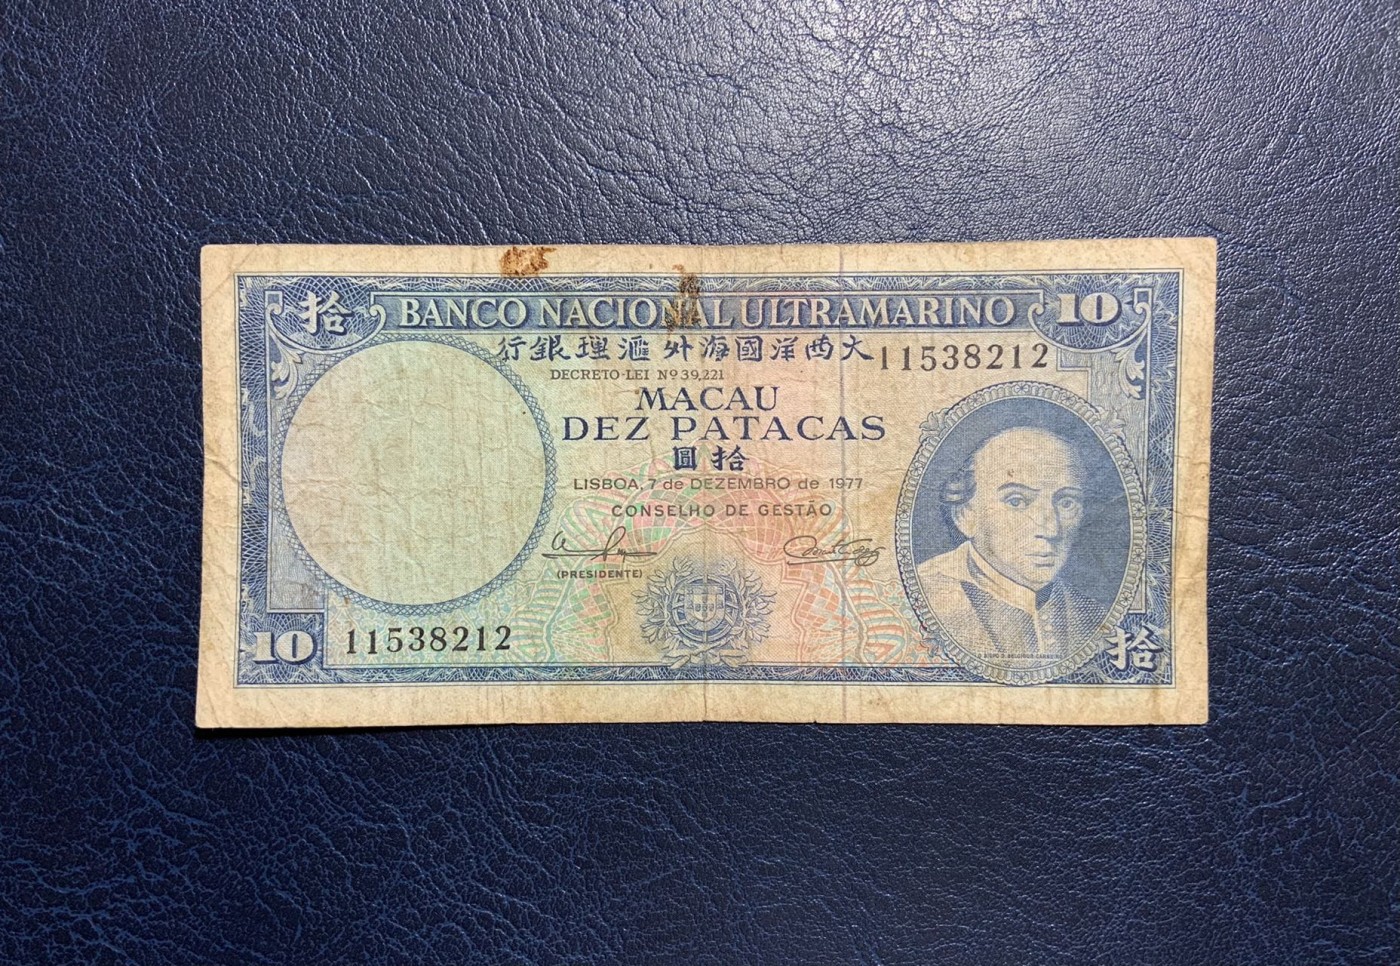 拾 BANCO NACIONAL ULTRAMARINO 10
行銀理滙外海國洋西大 11538212
DECRETO-LEI Nº 39,221
MACAU
DEZ PATACAS
圓拾
LISBOA, 7 de DEZEMBRO de 1977
CONSELHO DE GESTÃO
(PRESIDENTE)
10 11538212 拾